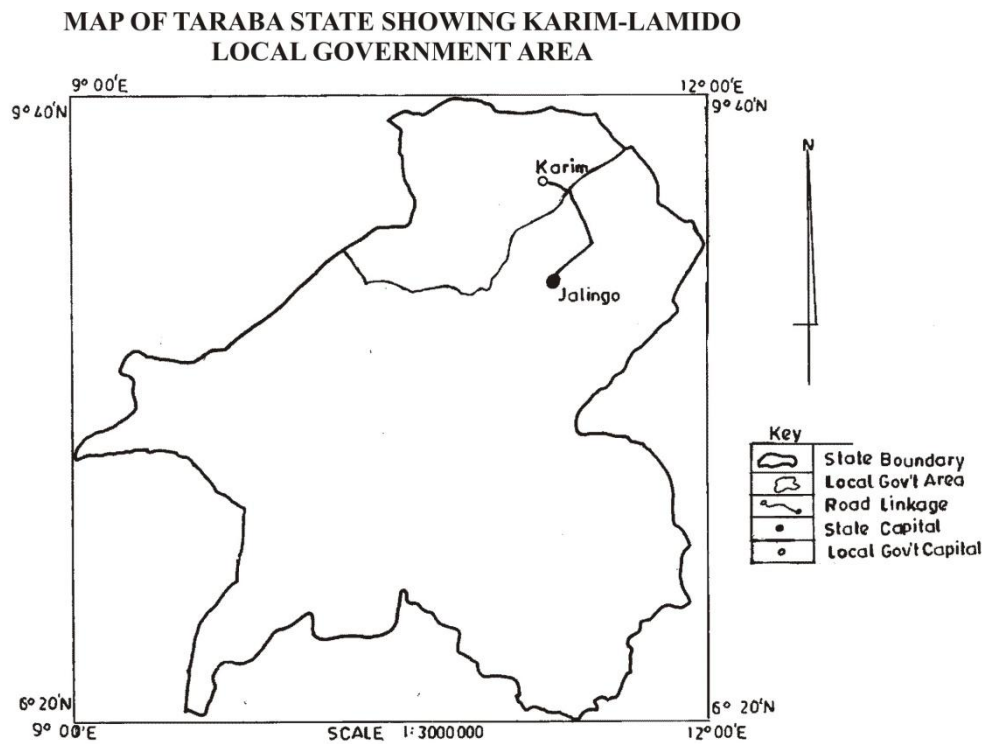 MAP OF TARABA STATE SHOWING KARIM-LAMIDO
LOCAL GOVERNMENT AREA
9° 00'E
12° 00'E
9° 40'N
9° 40'N
N
Karim
Jalingo
Key
State Boundary
Local Gov't Area
Road Linkage
State Capital
Local Gov't Capital
6° 20'N
6° 20'N
9° 00'E
SCALE 1:3000000
12° 00'E